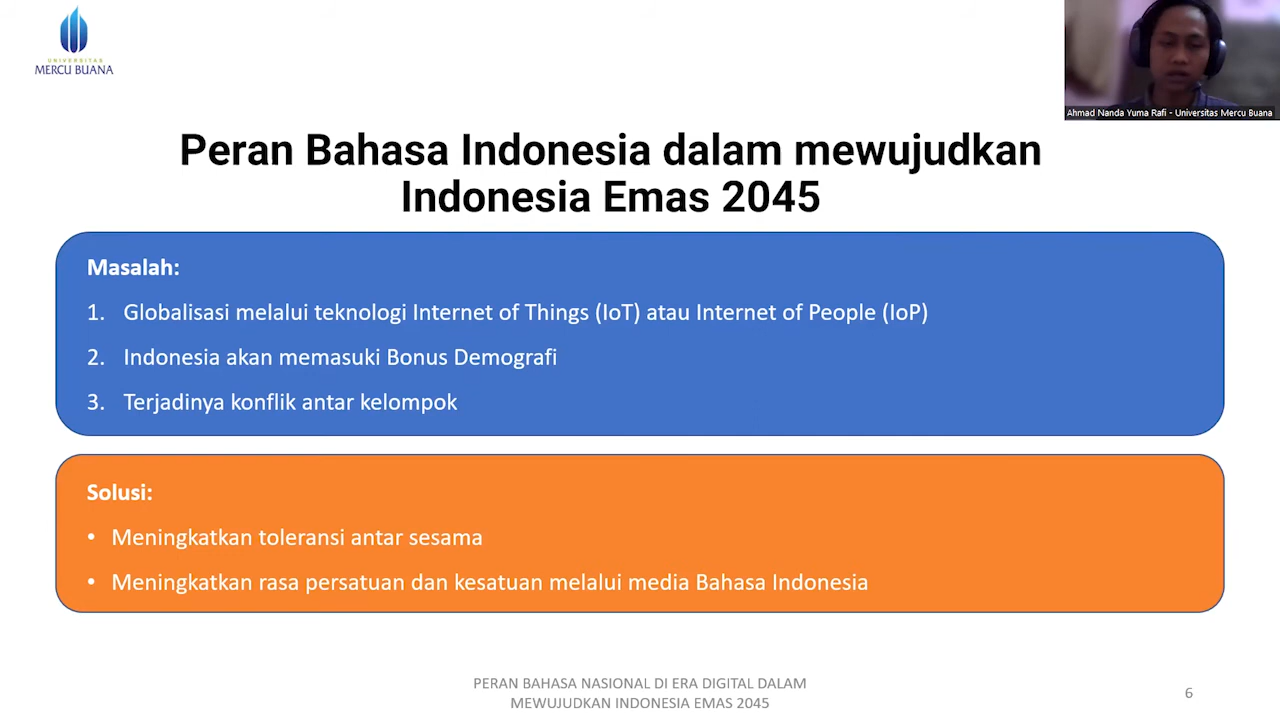 UNIVERSITAS
MERCU BUANA
Ahmad Nanda Yuma Rafi - Universitas Mercu Buana
Peran Bahasa Indonesia dalam mewujudkan
Indonesia Emas 2045
Masalah:
1. Globalisasi melalui teknologi Internet of Things (IoT) atau Internet of People (IoP)
2. Indonesia akan memasuki Bonus Demografi
3. Terjadinya konflik antar kelompok
Solusi:
• Meningkatkan toleransi antar sesama
• Meningkatkan rasa persatuan dan kesatuan melalui media Bahasa Indonesia
PERAN BAHASA NASIONAL DI ERA DIGITAL DALAM
MEWUJUDKAN INDONESIA EMAS 2045
6